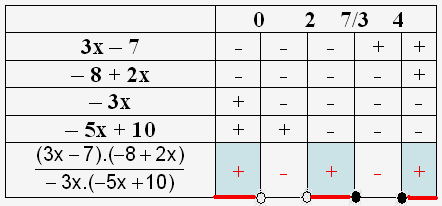 0 2 7/3 4
3x – 7 - - - + +
– 8 + 2x - - - - +
– 3x + - - - -
– 5x + 10 + + - - -
(3x – 7).(–8 + 2x) / – 3x.(–5x + 10) + - + - +